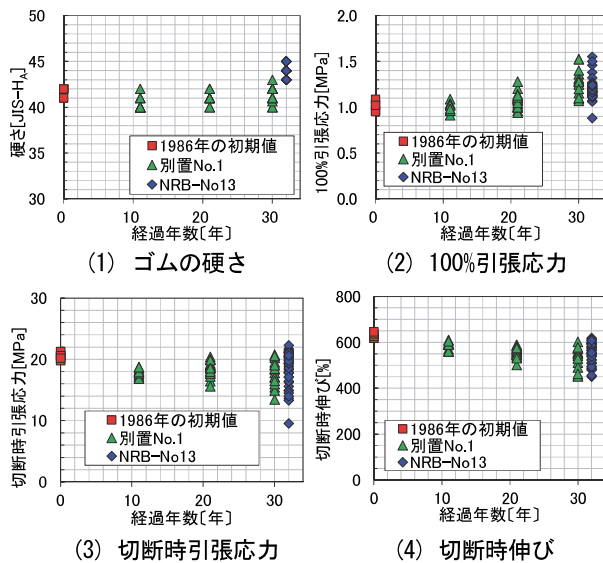 硬さ[JIS-HA]
50
45
40
35
30
0
10
20
30
1986年の初期値
別置No.1
NRB-No13
経過年数〔年〕
(1) ゴムの硬さ
100%引張応力[MPa]
2.0
1.5
1.0
0.5
0.0
0
10
20
30
1986年の初期値
別置No.1
NRB-No13
経過年数〔年〕
(2) 100%引張応力
切断時引張応力[MPa]
30
20
10
0
0
10
20
30
1986年の初期値
別置No.1
NRB-No13
経過年数〔年〕
(3) 切断時引張応力
切断時伸び[%]
800
600
400
200
0
0
10
20
30
1986年の初期値
別置No.1
NRB-No13
経過年数〔年〕
(4) 切断時伸び